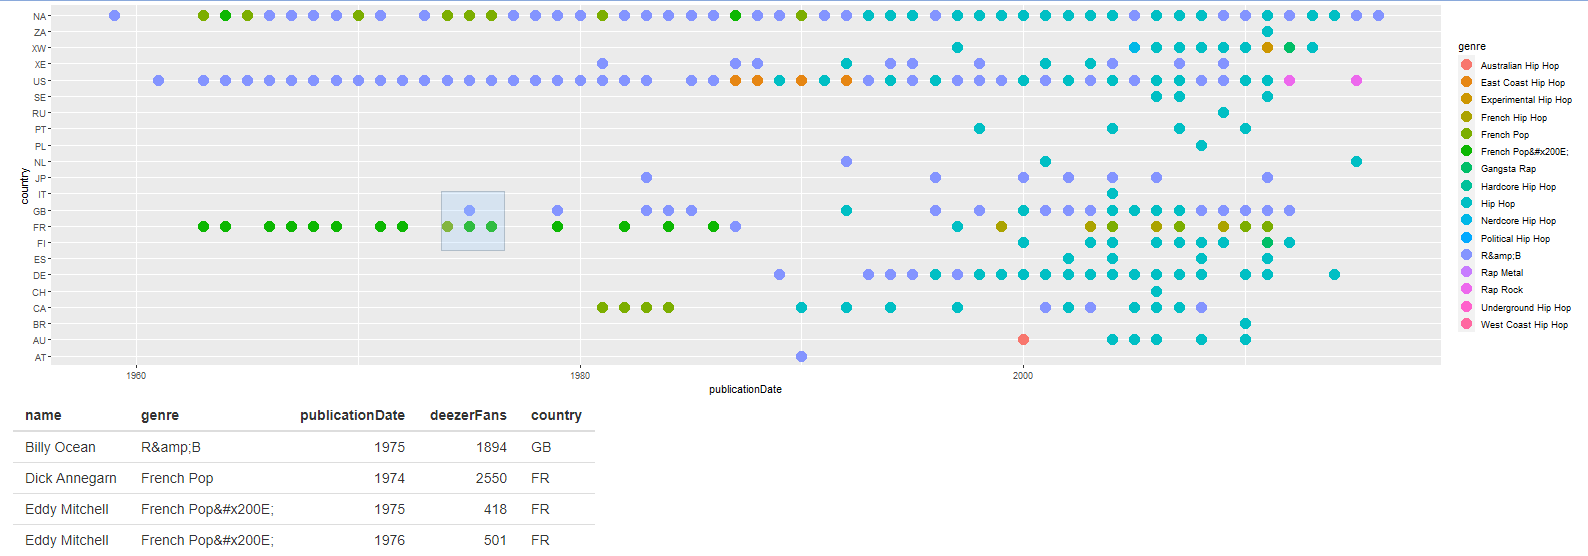 NA
ZA
XW
XE
US
SE
RU
PT
PL
NL
JP
IT
GB
FR
FI
ES
DE
CH
CA
BR
AU
AT
country
1960 1980 2000
publicationDate
genre
Australian Hip Hop
East Coast Hip Hop
Experimental Hip Hop
French Hip Hop
French Pop
French Pop&#x200E;
Gangsta Rap
Hardcore Hip Hop
Hip Hop
Nerdcore Hip Hop
Political Hip Hop
R&amp;B
Rap Metal
Rap Rock
Underground Hip Hop
West Coast Hip Hop
name genre publicationDate deezerFans country
Billy Ocean R&amp;B 1975 1894 GB
Dick Annegarn French Pop 1974 2550 FR
Eddy Mitchell French Pop&#x200E; 1975 418 FR
Eddy Mitchell French Pop&#x200E; 1976 501 FR